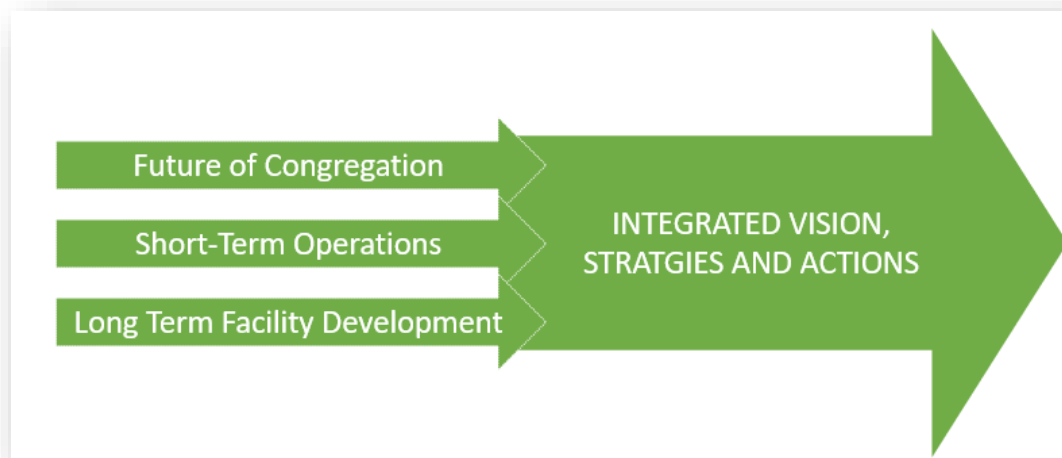 Future of Congregation
Short-Term Operations
Long Term Facility Development
INTEGRATED VISION,
STRATGIES AND ACTIONS